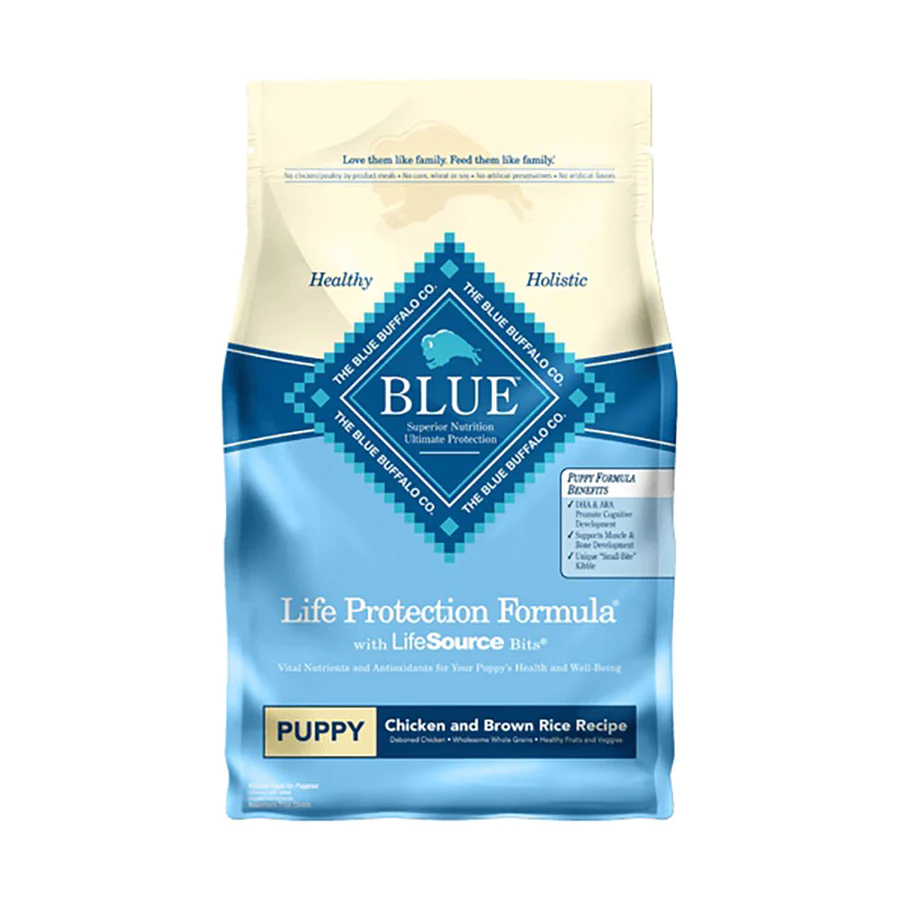 Love them like family. Feed them like family.
No chicken/poultry by-product meals • No corn, wheat or soy • No artificial preservatives • No artificial flavors
Healthy
Holistic
THE BLUE BUFFALO CO.
THE BLUE BUFFALO CO.
BLUE
Superior Nutrition
Ultimate Protection
THE BLUE BUFFALO CO.
THE BLUE BUFFALO CO.
PUPPY FORMULA
BENEFITS
✓ DHA & ARA
Promote Cognitive
Development
✓ Supports Muscle &
Bone Development
✓ Unique "Small-Bite"
Kibble
Life Protection Formula®
with LifeSource Bits®
Vital Nutrients and Antioxidants for Your Puppy's Health and Well-Being
PUPPY
Chicken and Brown Rice Recipe
Deboned Chicken • Wholesome Whole Grains • Healthy Fruits and Veggies